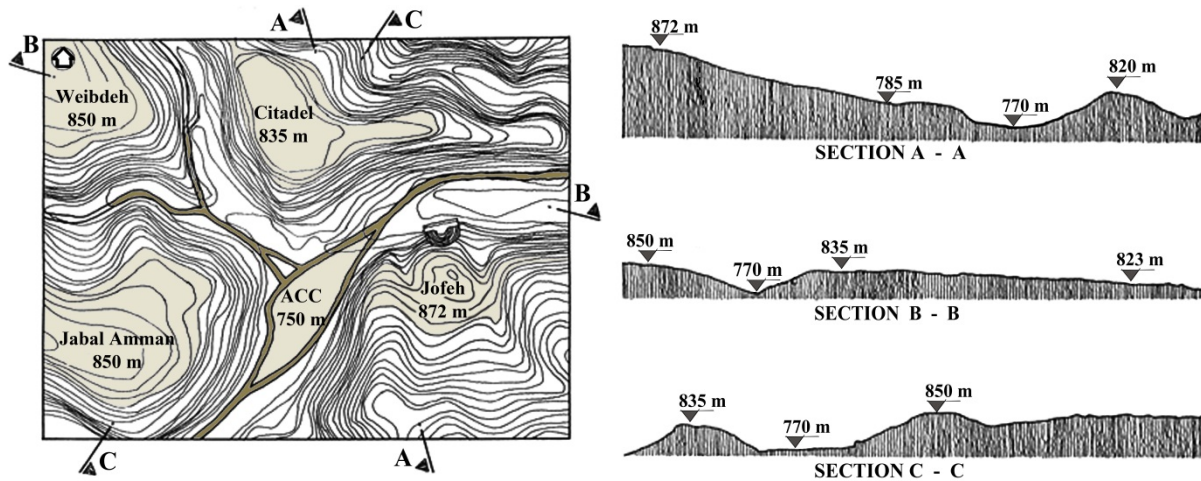 A
C
B
Weibdeh
850 m
Citadel
835 m
B
ACC
750 m
Jofeh
872 m
Jabal Amman
850 m
C
A
872 m
785 m
770 m
820 m
SECTION A - A
850 m
770 m
835 m
823 m
SECTION B - B
835 m
770 m
850 m
SECTION C - C